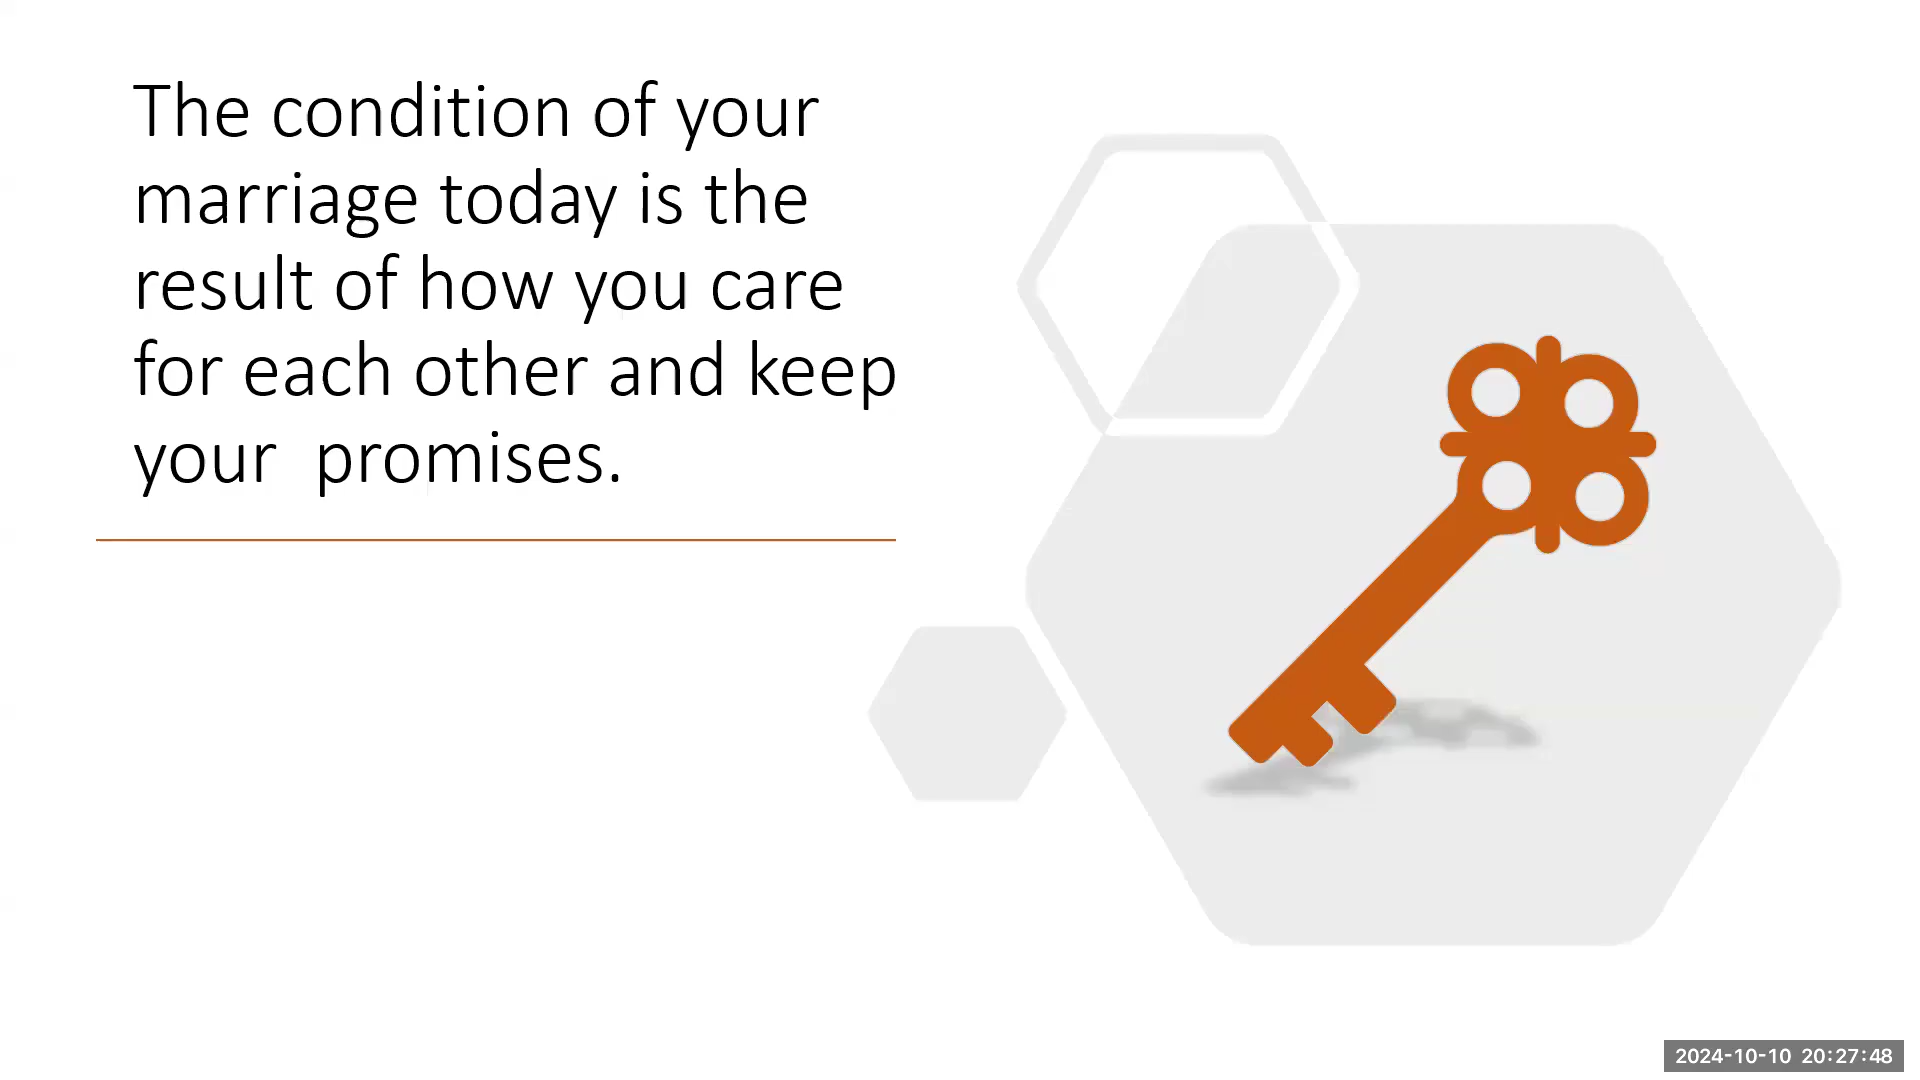 The condition of your
marriage today is the
result of how you care
for each other and keep
your  promises.
2024-10-10 20:27:48